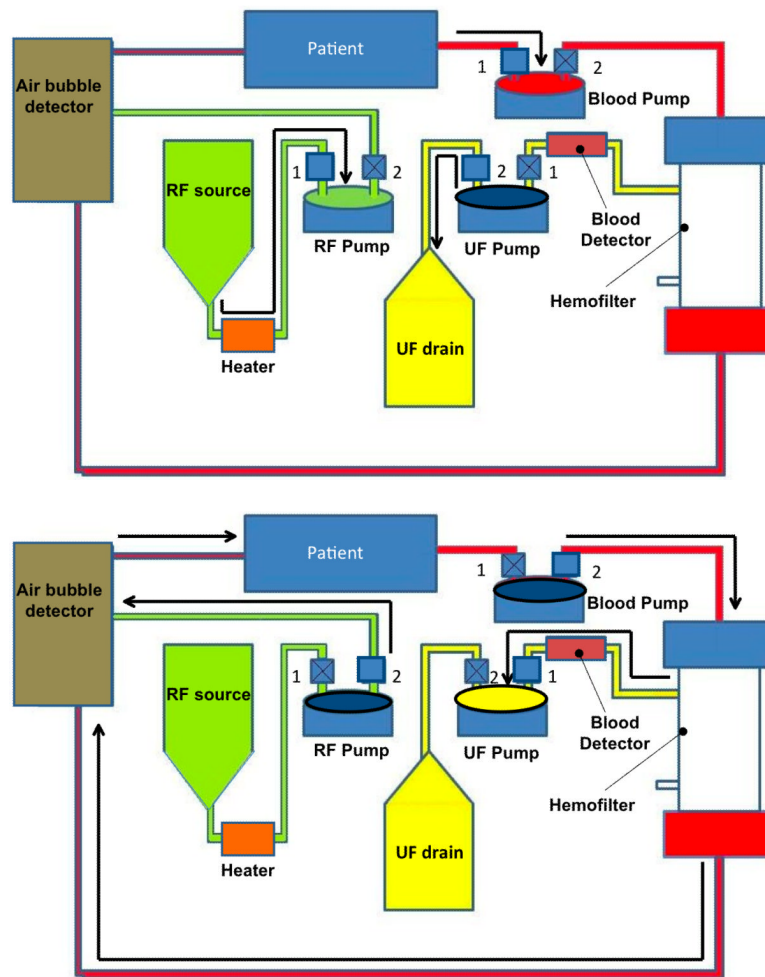 Patient
Air bubble
detector
1
2
Blood Pump
RF source
1
2
2
1
RF Pump
UF Pump
Blood
Detector
Hemofilter
UF drain
Heater
Patient
Air bubble
detector
1
2
Blood Pump
RF source
1
2
2
1
RF Pump
UF Pump
Blood
Detector
Hemofilter
UF drain
Heater